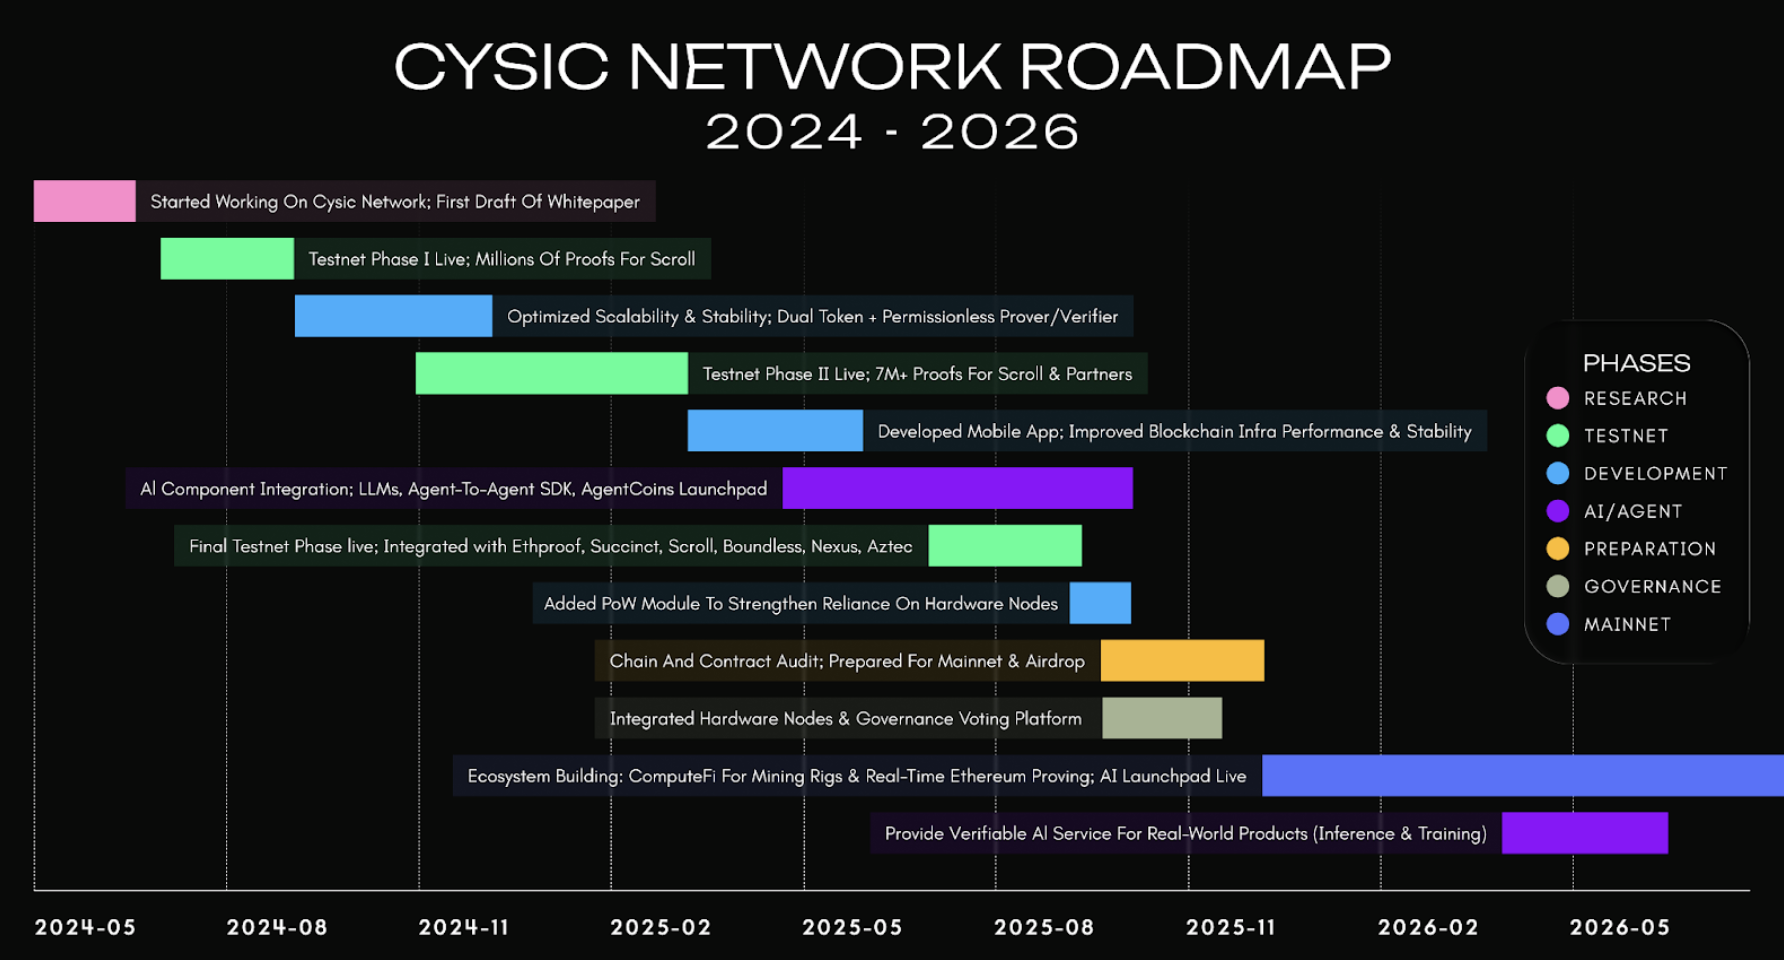 CYSIC NETWORK ROADMAP
2024 - 2026
Started Working On Cysic Network; First Draft Of Whitepaper
Testnet Phase I Live; Millions Of Proofs For Scroll
Optimized Scalability & Stability; Dual Token + Permissionless Prover/Verifier
Testnet Phase II Live; 7M+ Proofs For Scroll & Partners
Developed Mobile App; Improved Blockchain Infra Performance & Stability
AI Component Integration; LLMs, Agent-To-Agent SDK, AgentCoins Launchpad
Final Testnet Phase live; Integrated with Ethproof, Succinct, Scroll, Boundless, Nexus, Aztec
Added PoW Module To Strengthen Reliance On Hardware Nodes
Chain And Contract Audit; Prepared For Mainnet & Airdrop
Integrated Hardware Nodes & Governance Voting Platform
Ecosystem Building: ComputeFi For Mining Rigs & Real-Time Ethereum Proving; AI Launchpad Live
Provide Verifiable AI Service For Real-World Products (Inference & Training)
PHASES
RESEARCH
TESTNET
DEVELOPMENT
AI/AGENT
PREPARATION
GOVERNANCE
MAINNET
2024-05 2024-08 2024-11 2025-02 2025-05 2025-08 2025-11 2026-02 2026-05